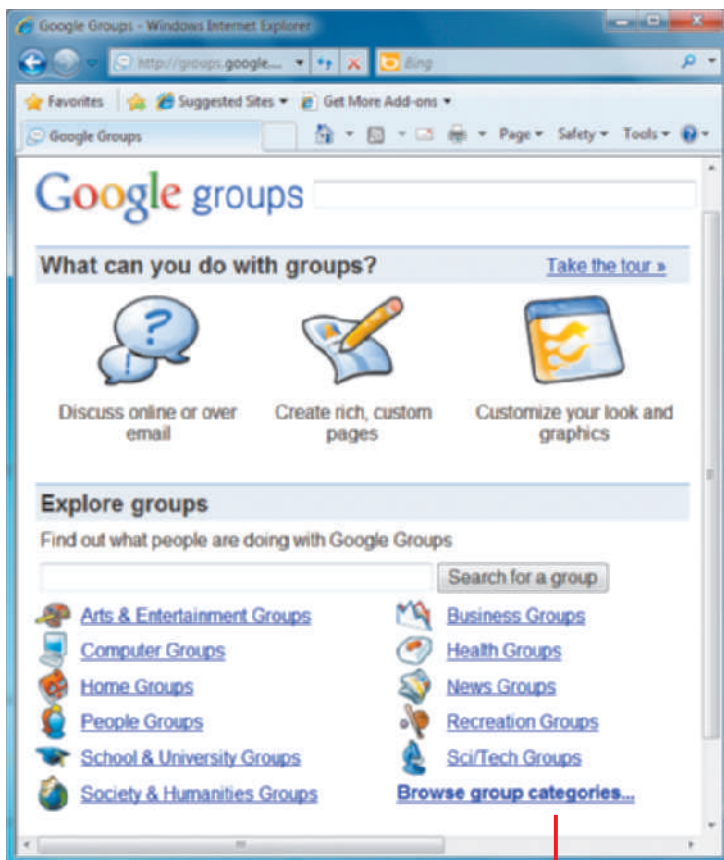 Google Groups - Windows Internet Explorer
http://groups.google... Bing
Favorites Suggested Sites Get More Add-ons
Google Groups Page Safety Tools
Google groups
What can you do with groups? Take the tour »
Discuss online or over Create rich, custom Customize your look and
email pages graphics
Explore groups
Find out what people are doing with Google Groups
Search for a group
Arts & Entertainment Groups Business Groups
Computer Groups Health Groups
Home Groups News Groups
People Groups Recreation Groups
School & University Groups Sci/Tech Groups
Society & Humanities Groups Browse group categories...